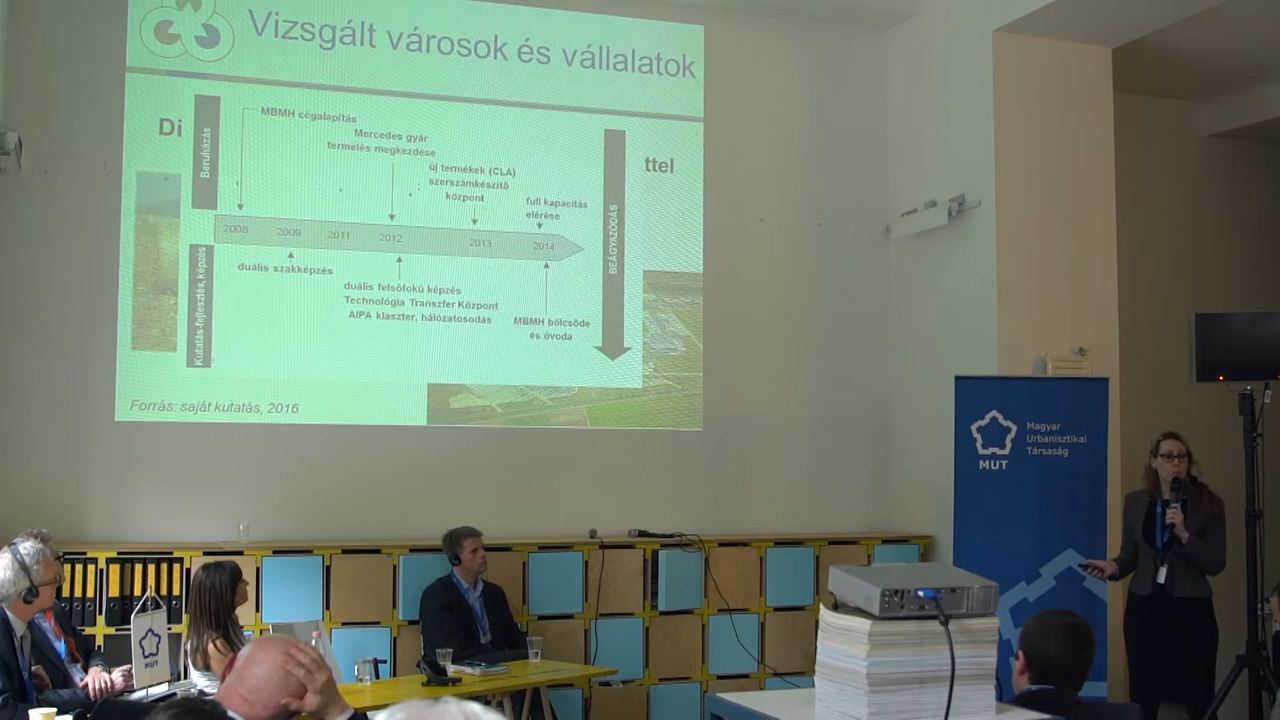 Vizsgált városok és vállalatok
Di
ttel
Beruházás
MBMH cégalapítás
Mercedes gyár
termelés megkezdése
új termékek (CLA)
szerszámkészítő
központ
full kapacitás
elérése
2008 2009 2011 2012 2013 2014
BEÁGYAZÓDÁS
Kutatás-fejlesztés, képzés
duális szakképzés
duális felsőfokú képzés
Technológia Transzfer Központ
AIPA klaszter, hálózatosodás
MBMH bölcsőde
és óvoda
Forrás: saját kutatás, 2016
MUT
Magyar
Urbanisztikai
Társaság
MUT